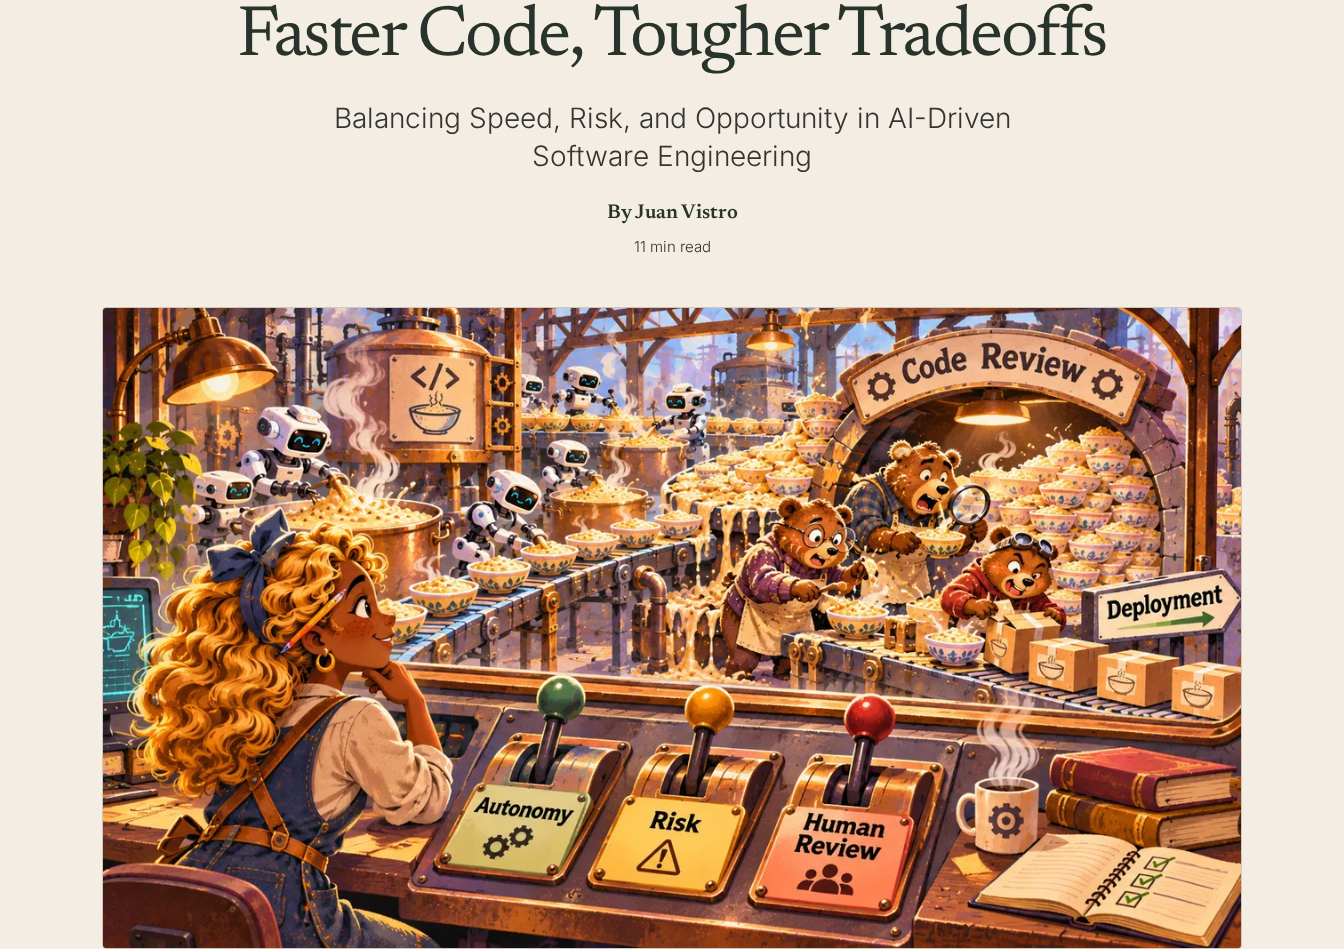 Faster Code, Tougher Tradeoffs
Balancing Speed, Risk, and Opportunity in AI-Driven
Software Engineering
By Juan Vistro
11 min read
</>
Code Review
Deployment
Autonomy
Risk
Human
Review